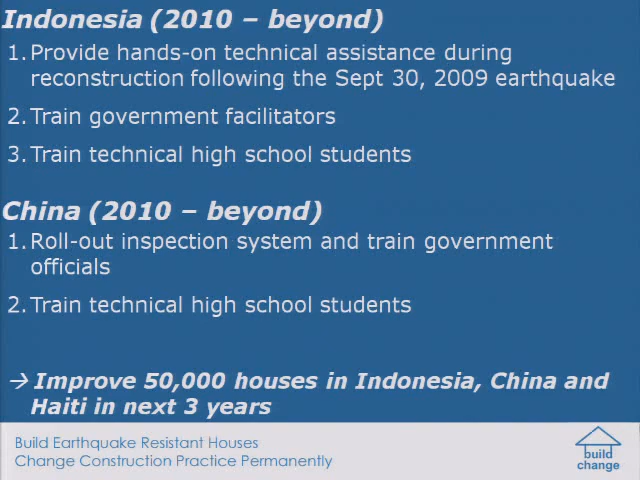 Indonesia (2010 – beyond)
1. Provide hands-on technical assistance during
reconstruction following the Sept 30, 2009 earthquake
2. Train government facilitators
3. Train technical high school students
China (2010 – beyond)
1. Roll-out inspection system and train government
officials
2. Train technical high school students
→ Improve 50,000 houses in Indonesia, China and
Haiti in next 3 years
Build Earthquake Resistant Houses
Change Construction Practice Permanently
build
change